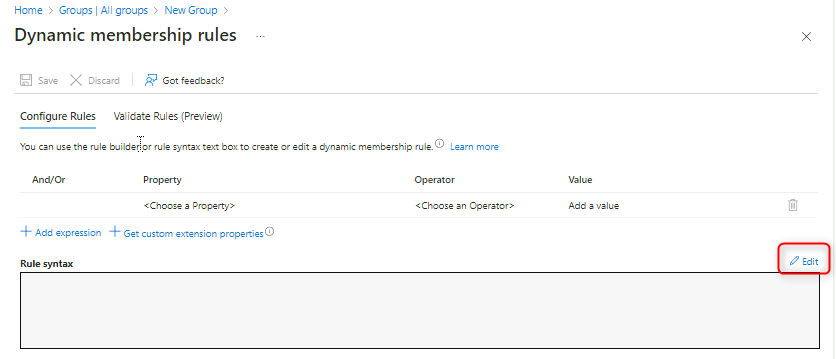 Home > Groups | All groups > New Group >
Dynamic membership rules ...
Save Discard Got feedback?
Configure Rules Validate Rules (Preview)
You can use the rule builder or rule syntax text box to create or edit a dynamic membership rule. Learn more
And/Or Property Operator Value
<Choose a Property> <Choose an Operator> Add a value
+ Add expression + Get custom extension properties
Edit
Rule syntax